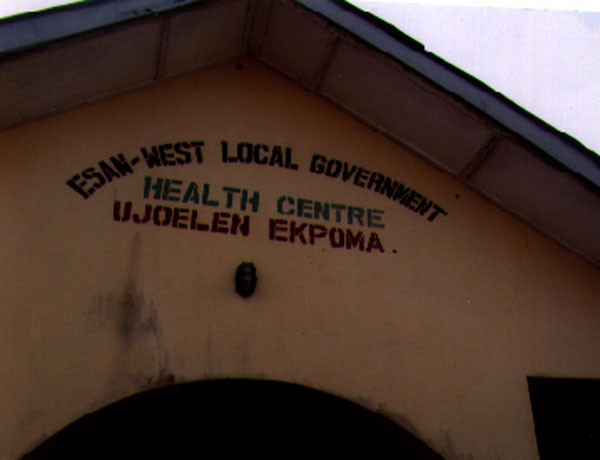 ESAN-WEST LOCAL GOVERNMENT
HEALTH CENTRE
UJOELEN EKPOMA.